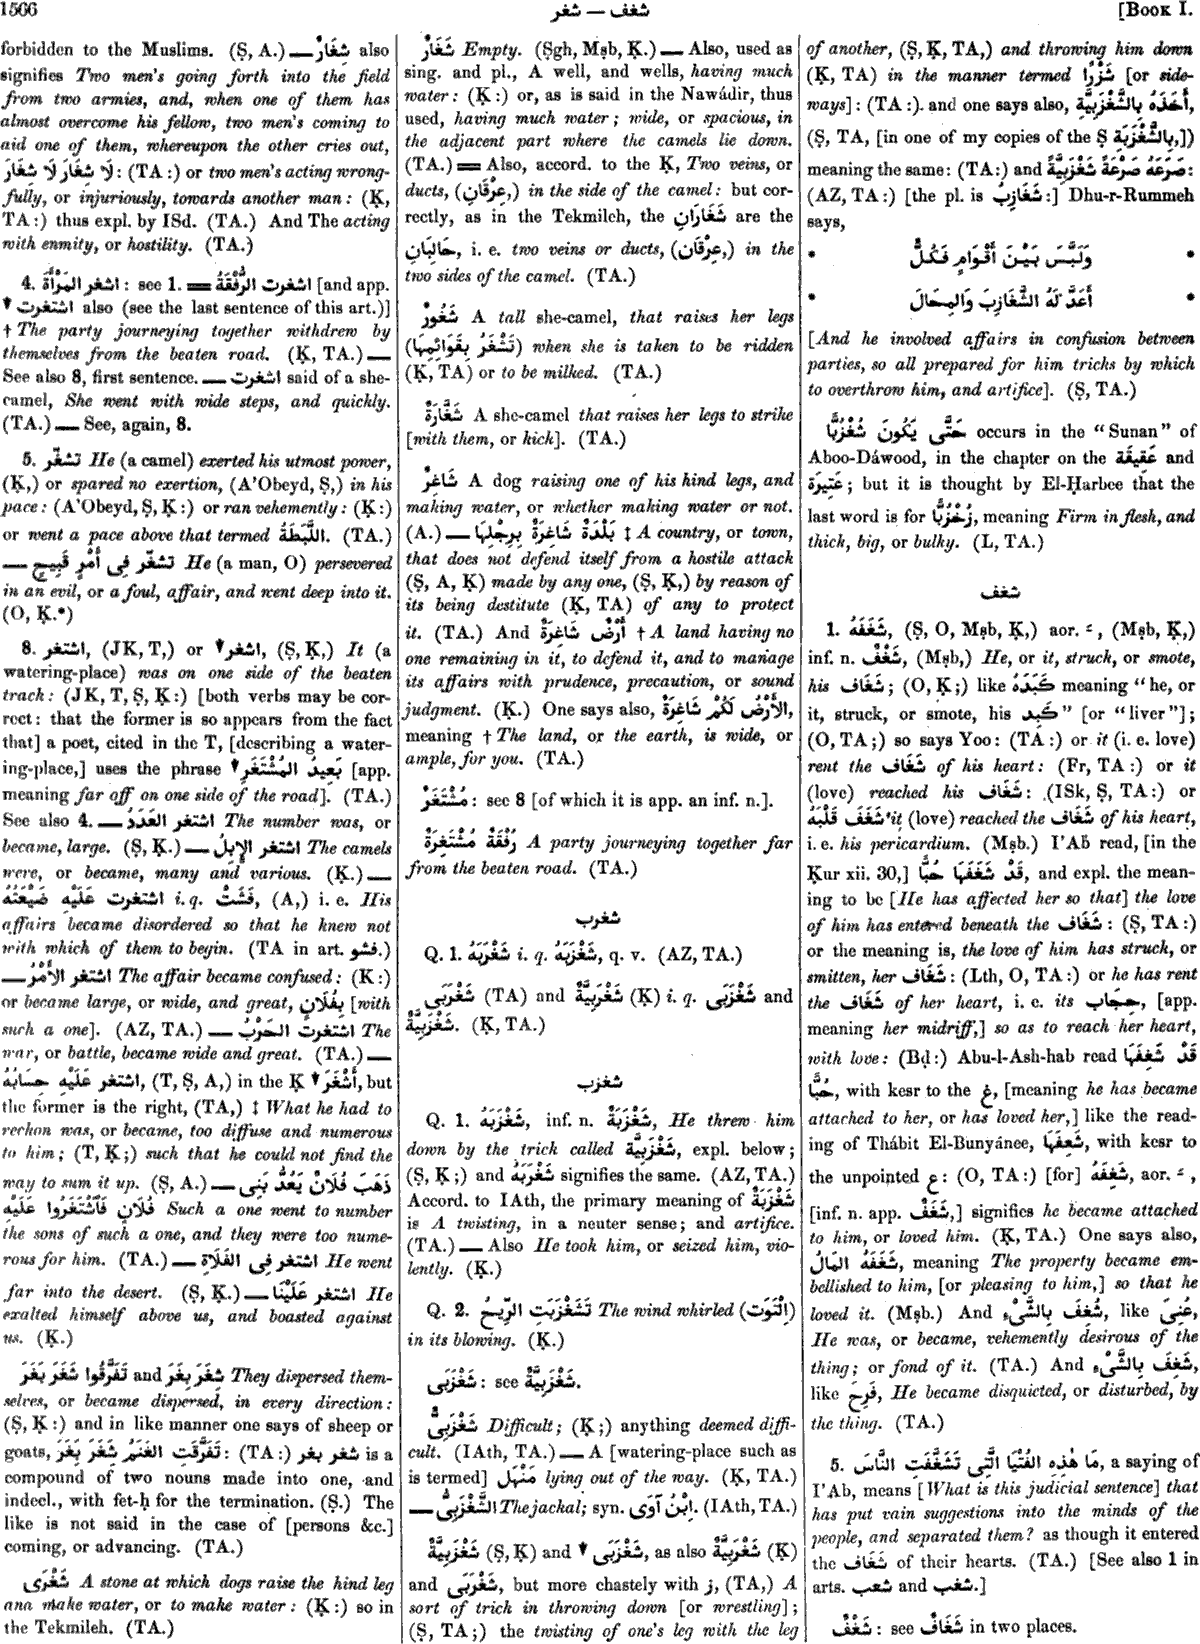 1566
شغف — شغر
[Book I.
forbidden to the Muslims. (Ṣ, A.) — شِغَارٌ also
signifies Two men's going forth into the field
from two armies, and, when one of them has
almost overcome his fellow, two men's coming to
aid one of them, whereupon the other cries out,
لَا شِغَارَ لَا شِغَارَ: (TA:) or two men's acting wrong-
fully, or injuriously, towards another man: (Ḳ,
TA:) thus expl. by ISd. (TA.) And The acting
with enmity, or hostility. (TA.)
4. اشغر المَرْأَةَ: see 1. = اشغرت الرُّفْقَةُ [and app.
▼ اشتغرت also (see the last sentence of this art.)]
† The party journeying together withdrew by
themselves from the beaten road. (Ḳ, TA.) —
See also 8, first sentence. — اشغرت said of a she-
camel, She went with wide steps, and quickly.
(TA.) — See, again, 8.
5. تشغّر He (a camel) exerted his utmost power,
(Ḳ,) or spared no exertion, (A'Obeyd, Ṣ,) in his
pace: (A'Obeyd, Ṣ, Ḳ:) or ran vehemently: (Ḳ:)
or went a pace above that termed اللَّبَطَةُ. (TA.)
— تشغّر فِى أَمْرٍ قَبِيحٍ He (a man, O) persevered
in an evil, or a foul, affair, and went deep into it.
(O, Ḳ.*)
8. اشتغر, (JK, T,) or ▼ اشغر, (Ṣ, Ḳ,) It (a
watering-place) was on one side of the beaten
track: (JK, T, Ṣ, Ḳ:) [both verbs may be cor-
rect: that the former is so appears from the fact
that] a poet, cited in the T, [describing a water-
ing-place,] uses the phrase ▼ بَعِيدُ المُشْتَغَرِ [app.
meaning far off on one side of the road]. (TA.)
See also 4. — اشتغر العَدَدُ The number was, or
became, large. (Ṣ, Ḳ.) — اشتغر الإِبِلُ The camels
were, or became, many and various. (Ḳ.) —
اشتغرت عَلَيْهِ ضَيْعَتُهُ i. q. فَشَتْ, (A,) i. e. His
affairs became disordered so that he knew not
with which of them to begin. (TA in art. فشو.)
— اشتغر الأَمْرُ The affair became confused: (Ḳ:)
or became large, or wide, and great, بِفُلَانٍ [with
such a one]. (AZ, TA.) — اشتغرت الحَرْبُ The
war, or battle, became wide and great. (TA.) —
اشتغر عَلَيْهِ حِسَابُهُ, (T, Ṣ, A,) in the Ḳ ▼ أَشْغَرَ, but
the former is the right, (TA,) ‡ What he had to
reckon was, or became, too diffuse and numerous
to him; (T, Ḳ;) such that he could not find the
way to sum it up. (Ṣ, A.) — ذَهَبَ فُلَانٌ يَعُدُّ بَنِى
فُلَانٍ فَٱشْتَغَرُوا عَلَيْهِ Such a one went to number
the sons of such a one, and they were too nume-
rous for him. (TA.) — اشتغر فِى الفَلَاةِ He went
far into the desert. (Ṣ, Ḳ.) — اشتغر عَلَيْنَا He
exalted himself above us, and boasted against
us. (Ḳ.)
تَفَرَّقُوا شَغَرَ بَغَرَ and شِغَرَ بِغَرَ They dispersed them-
selves, or became dispersed, in every direction:
(Ṣ, Ḳ:) and in like manner one says of sheep or
goats, تَفَرَّقَتِ الغَنَمُ شَغَرَ بَغَرَ: (TA:) شغر بغر is a
compound of two nouns made into one, and
indecl., with fet-ḥ for the termination. (Ṣ.) The
like is not said in the case of [persons &c.]
coming, or advancing. (TA.)
شَغْرَى A stone at which dogs raise the hind leg
and make water, or to make water: (Ḳ:) so in
the Tekmileh. (TA.)
شَغَارٌ Empty. (Ṣgh, Mṣb, Ḳ.) — Also, used as
sing. and pl., A well, and wells, having much
water: (Ḳ:) or, as is said in the Nawádir, thus
used, having much water; wide, or spacious, in
the adjacent part where the camels lie down.
(TA.) = Also, accord. to the Ḳ, Two veins, or
ducts, (عِرْقَانِ,) in the side of the camel: but cor-
rectly, as in the Tekmileh, the شَغَارَانِ are the
حَالِبَانِ, i. e. two veins or ducts, (عِرْقَانِ,) in the
two sides of the camel. (TA.)
شَغُورٌ A tall she-camel, that raises her legs
(تَشْغَرُ بِقَوَائِمِهَا) when she is taken to be ridden
(Ḳ, TA) or to be milked. (TA.)
شَغَّارَةٌ A she-camel that raises her legs to strike
[with them, or kick]. (TA.)
شَاغِرٌ A dog raising one of his hind legs, and
making water, or whether making water or not.
(A.) — بَلْدَةٌ شَاغِرَةٌ بِرِجْلِهَا ‡ A country, or town,
that does not defend itself from a hostile attack
(Ṣ, A, Ḳ) made by any one, (Ṣ, Ḳ,) by reason of
its being destitute (Ḳ, TA) of any to protect
it. (TA.) And أَرْضٌ شَاغِرَةٌ † A land having no
one remaining in it, to defend it, and to manage
its affairs with prudence, precaution, or sound
judgment. (Ḳ.) One says also, الأَرْضُ لَكُمْ شَاغِرَةٌ,
meaning † The land, or the earth, is wide, or
ample, for you. (TA.)
مُشْتَغَرٌ: see 8 [of which it is app. an inf. n.].
رُفْقَةٌ مُشْتَغِرَةٌ A party journeying together far
from the beaten road. (TA.)
شغرب
Q. 1. شَغْرَبَهُ i. q. شَغْزَبَهُ, q. v. (AZ, TA.)
شَغْرَبَى (TA) and شَغْرَبِيَّةٌ (Ḳ) i. q. شَغْزَبَى and
شَغْزَبِيَّةٌ. (Ḳ, TA.)
شغزب
Q. 1. شَغْزَبَهُ, inf. n. شَغْزَبَةٌ, He threw him
down by the trick called شَغْزَبِيَّة, expl. below;
(Ṣ, Ḳ;) and شَغْرَبَهُ signifies the same. (AZ, TA.)
Accord. to IAth, the primary meaning of شَغْزَبَةٌ
is A twisting, in a neuter sense; and artifice.
(TA.) — Also He took him, or seized him, vio-
lently. (Ḳ.)
Q. 2. تَشَغْزَبَتِ الرِّيحُ The wind whirled (الْتَوَت)
in its blowing. (Ḳ.)
شَغْزَبَى: see شَغْزَبِيَّةٌ.
شَغْزَبِىٌّ Difficult; (Ḳ;) anything deemed diffi-
cult. (IAth, TA.) — A [watering-place such as
is termed] مَنْهَل lying out of the way. (Ḳ, TA.)
— الشَّغْزَبِىُّ The jackal; syn. اِبْنُ آوَى. (IAth, TA.)
شَغْزَبِيَّةٌ (Ṣ, Ḳ) and ▼ شَغْزَبَى, as also شَغْرَبِيَّةٌ (Ḳ)
and شَغْرَبَى, but more chastely with ز, (TA,) A
sort of trick in throwing down [or wrestling];
(Ṣ, TA;) the twisting of one's leg with the leg
of another, (Ṣ, Ḳ, TA,) and throwing him down
(Ḳ, TA) in the manner termed شَزْرًا [or side-
ways]: (TA:). and one says also, أَخَذَهُ بِالشَّغْزَبِيَّةِ,
(Ṣ, TA, [in one of my copies of the Ṣ بِالشَّغْزَبَةِ,])
meaning the same: (TA:) and صَرَعَهُ صَرْعَةً شَغْزَبِيَّةً:
(AZ, TA:) [the pl. is شَغَازِبُ:] Dhu-r-Rummeh
says,
* وَلَبَّسَ بَيْنَ أَقْوَامٍ فَكُلٌّ *
* أَعَدَّ لَهُ الشَّغَازِبَ وَالمِحَالَ *
[And he involved affairs in confusion between
parties, so all prepared for him tricks by which
to overthrow him, and artifice]. (Ṣ, TA.)
حَتَّى يَكُونَ شُغْزُبًّا occurs in the “Sunan” of
Aboo-Dáwood, in the chapter on the عَقِيقَة and
عَتِيرَة; but it is thought by El-Ḥarbee that the
last word is for زُخْزُبًّا, meaning Firm in flesh, and
thick, big, or bulky. (L, TA.)
شغف
1. شَغَفَهُ, (Ṣ, O, Mṣb, Ḳ,) aor. ـَ, (Mṣb, Ḳ,)
inf. n. شَغْفٌ, (Mṣb,) He, or it, struck, or smote,
his شَغَاف; (O, Ḳ;) like كَبَدَهُ meaning “he, or
it, struck, or smote, his كَبِد” [or “liver”];
(O, TA;) so says Yoo: (TA:) or it (i. e. love)
rent the شَغَاف of his heart: (Fr, TA:) or it
(love) reached his شَغَاف: (ISk, Ṣ, TA:) or
شَغَفَ قَلْبَهُ it (love) reached the شَغَاف of his heart,
i. e. his pericardium. (Mṣb.) I'Ab read, [in the
Ḳur xii. 30,] قَدْ شَغَفَهَا حُبًّا, and expl. the mean-
ing to be [He has affected her so that] the love
of him has entered beneath the شَغَاف: (Ṣ, TA:)
or the meaning is, the love of him has struck, or
smitten, her شَغَاف: (Lth, O, TA:) or he has rent
the شَغَاف of her heart, i. e. its حِجَاب, [app.
meaning her midriff,] so as to reach her heart,
with love: (Bḍ:) Abu-l-Ash-hab read قَدْ شَغِفَهَا
حُبًّا, with kesr to the غ, [meaning he has became
attached to her, or has loved her,] like the read-
ing of Thábit El-Bunyánee, شَعِفَهَا, with kesr to
the unpointed ع: (O, TA:) [for] شَغِفَهُ, aor. ـَ,
[inf. n. app. شَغَفٌ,] signifies he became attached
to him, or loved him. (Ḳ, TA.) One says also,
شَغَفَهُ المَالُ, meaning The property became em-
bellished to him, [or pleasing to him,] so that he
loved it. (Mṣb.) And شُغِفَ بِالشَّىْءِ, like عُنِىَ,
He was, or became, vehemently desirous of the
thing; or fond of it. (TA.) And شَغِفَ بِالشَّىْءِ,
like فَرِحَ, He became disquieted, or disturbed, by
the thing. (TA.)
5. مَا هٰذِهِ الفُتْيَا الَّتِى تَشَغَّفَتِ النَّاسَ, a saying of
I'Ab, means [What is this judicial sentence] that
has put vain suggestions into the minds of the
people, and separated them? as though it entered
the شَغَاف of their hearts. (TA.) [See also 1 in
arts. شعب and شغب.]
شَغْفٌ: see شَغَافٌ in two places.